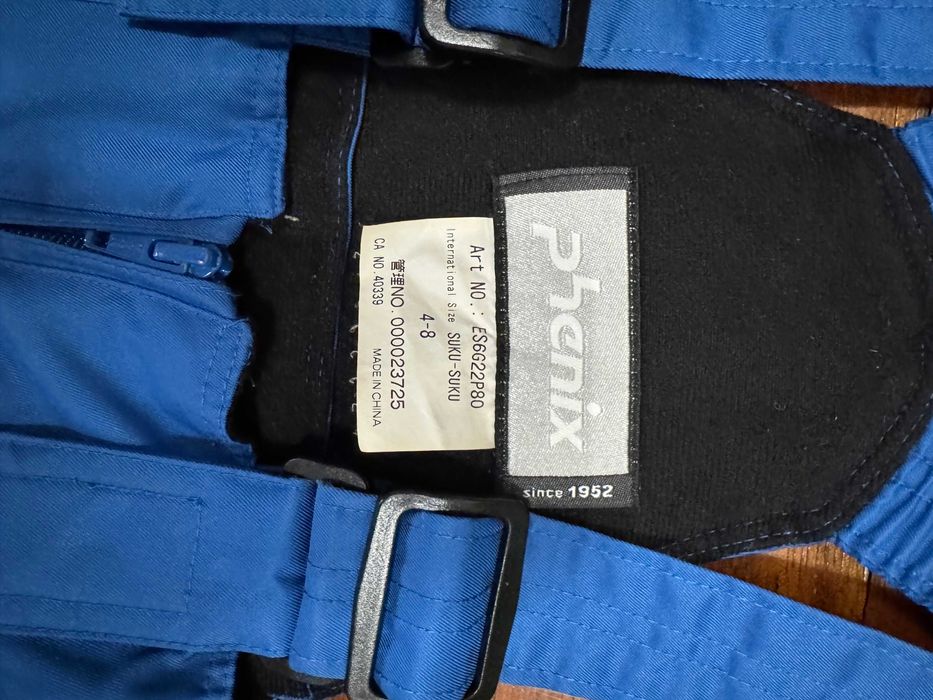 Phenix
since 1952
Art NO.: ES6G22P80
International Size SUKU-SUKU
4-8
管理NO. 000023725
CA NO.40339 MADE IN CHINA